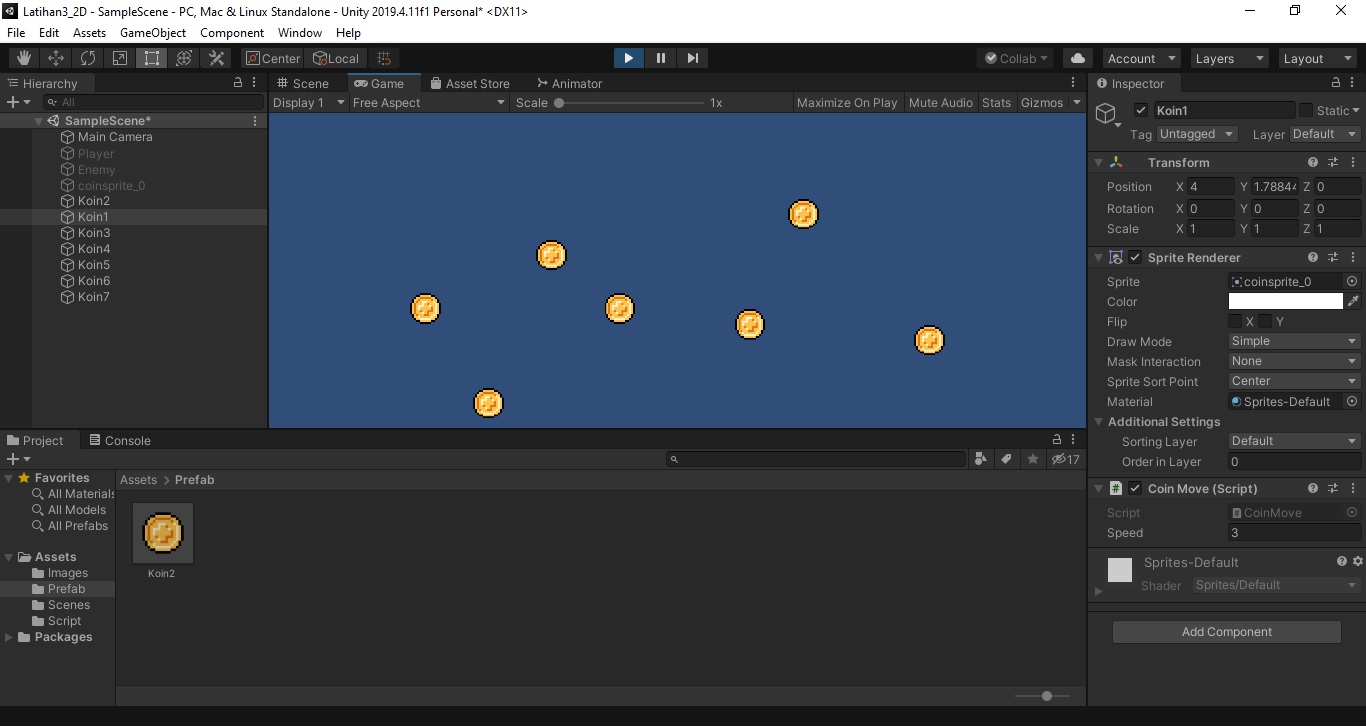 Latihan3_2D - SampleScene - PC, Mac & Linux Standalone - Unity 2019.4.11f1 Personal* <DX11>
File Edit Assets GameObject Component Window Help
Center Local Collab Account Layers Layout
Hierarchy
All
SampleScene*
Main Camera
Player
Enemy
coinsprite_0
Koin2
Koin1
Koin3
Koin4
Koin5
Koin6
Koin7
Scene Game Asset Store Animator
Display 1 Free Aspect Scale 1x Maximize On Play Mute Audio Stats Gizmos
Inspector
Koin1 Static
Tag Untagged Layer Default
Transform
Position X 4 Y 1.7884 Z 0
Rotation X 0 Y 0 Z 0
Scale X 1 Y 1 Z 1
Sprite Renderer
Sprite coinsprite_0
Color
Flip X Y
Draw Mode Simple
Mask Interaction None
Sprite Sort Point Center
Material Sprites-Default
Additional Settings
Sorting Layer Default
Order in Layer 0
# Coin Move (Script)
Script CoinMove
Speed 3
Sprites-Default
Shader Sprites/Default
Add Component
Project Console
17
Favorites
All Materials
All Models
All Prefabs
Assets
Images
Prefab
Scenes
Script
Packages
Assets > Prefab
Koin2